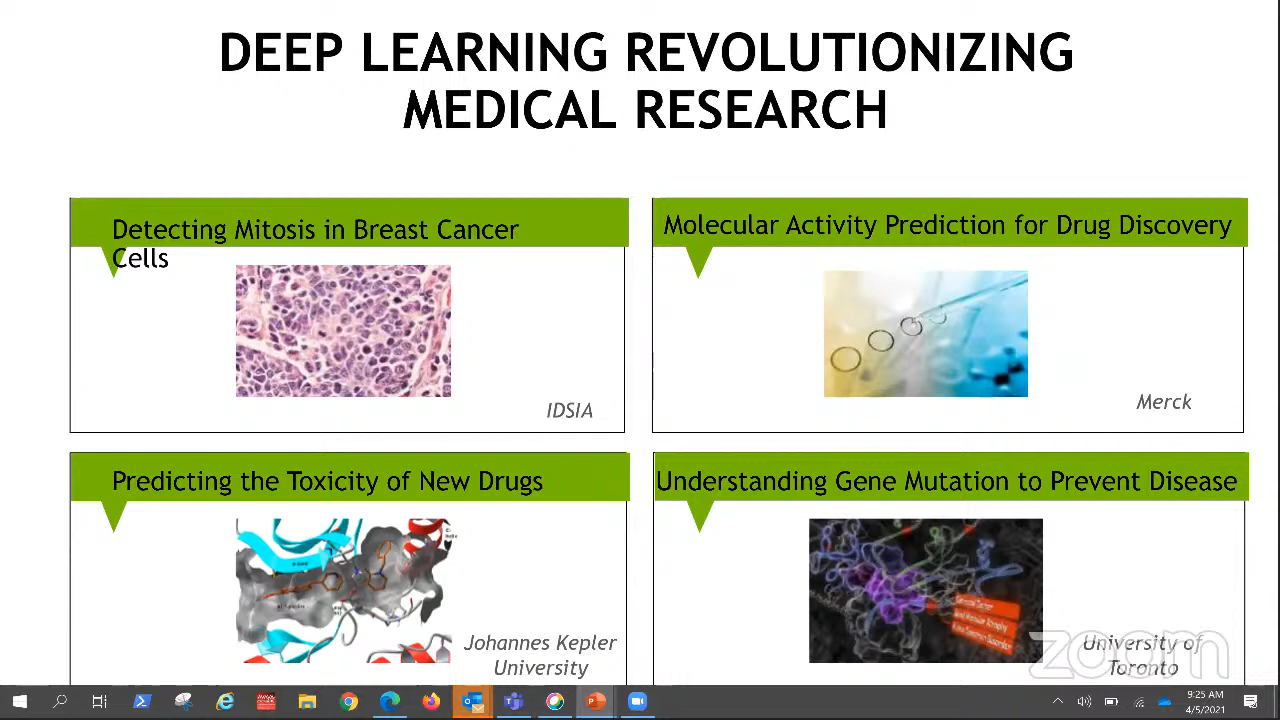 DEEP LEARNING REVOLUTIONIZING
MEDICAL RESEARCH
Detecting Mitosis in Breast Cancer
Cells
IDSIA
Molecular Activity Prediction for Drug Discovery
Merck
Predicting the Toxicity of New Drugs
Johannes Kepler
University
Understanding Gene Mutation to Prevent Disease
University of
Toronto
zoom
9:25 AM
4/5/2021